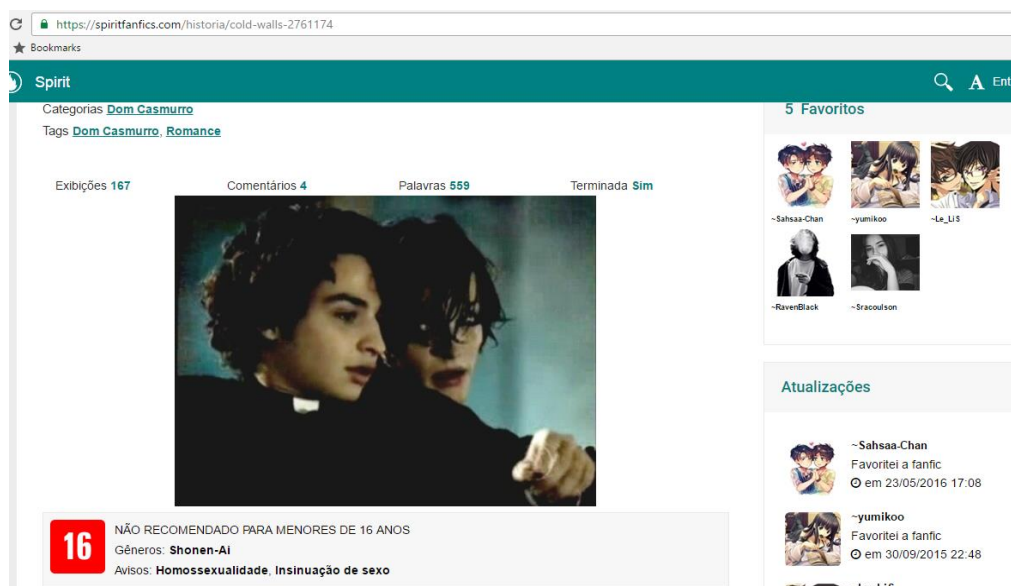 https://spiritfanfics.com/historia/cold-walls-2761174
Bookmarks
Spirit
A Ent
Categorias Dom Casmurro
Tags Dom Casmurro, Romance
Exibições 167 Comentários 4 Palavras 559 Terminada Sim
16
NÃO RECOMENDADO PARA MENORES DE 16 ANOS
Gêneros: Shonen-Ai
Avisos: Homossexualidade, Insinuação de sexo
5 Favoritos
~Sahsaa-Chan ~yumikoo ~Le_LiS
~RavenBlack ~Sracoulson
Atualizações
~Sahsaa-Chan
Favoritei a fanfic
em 23/05/2016 17:08
~yumikoo
Favoritei a fanfic
em 30/09/2015 22:48